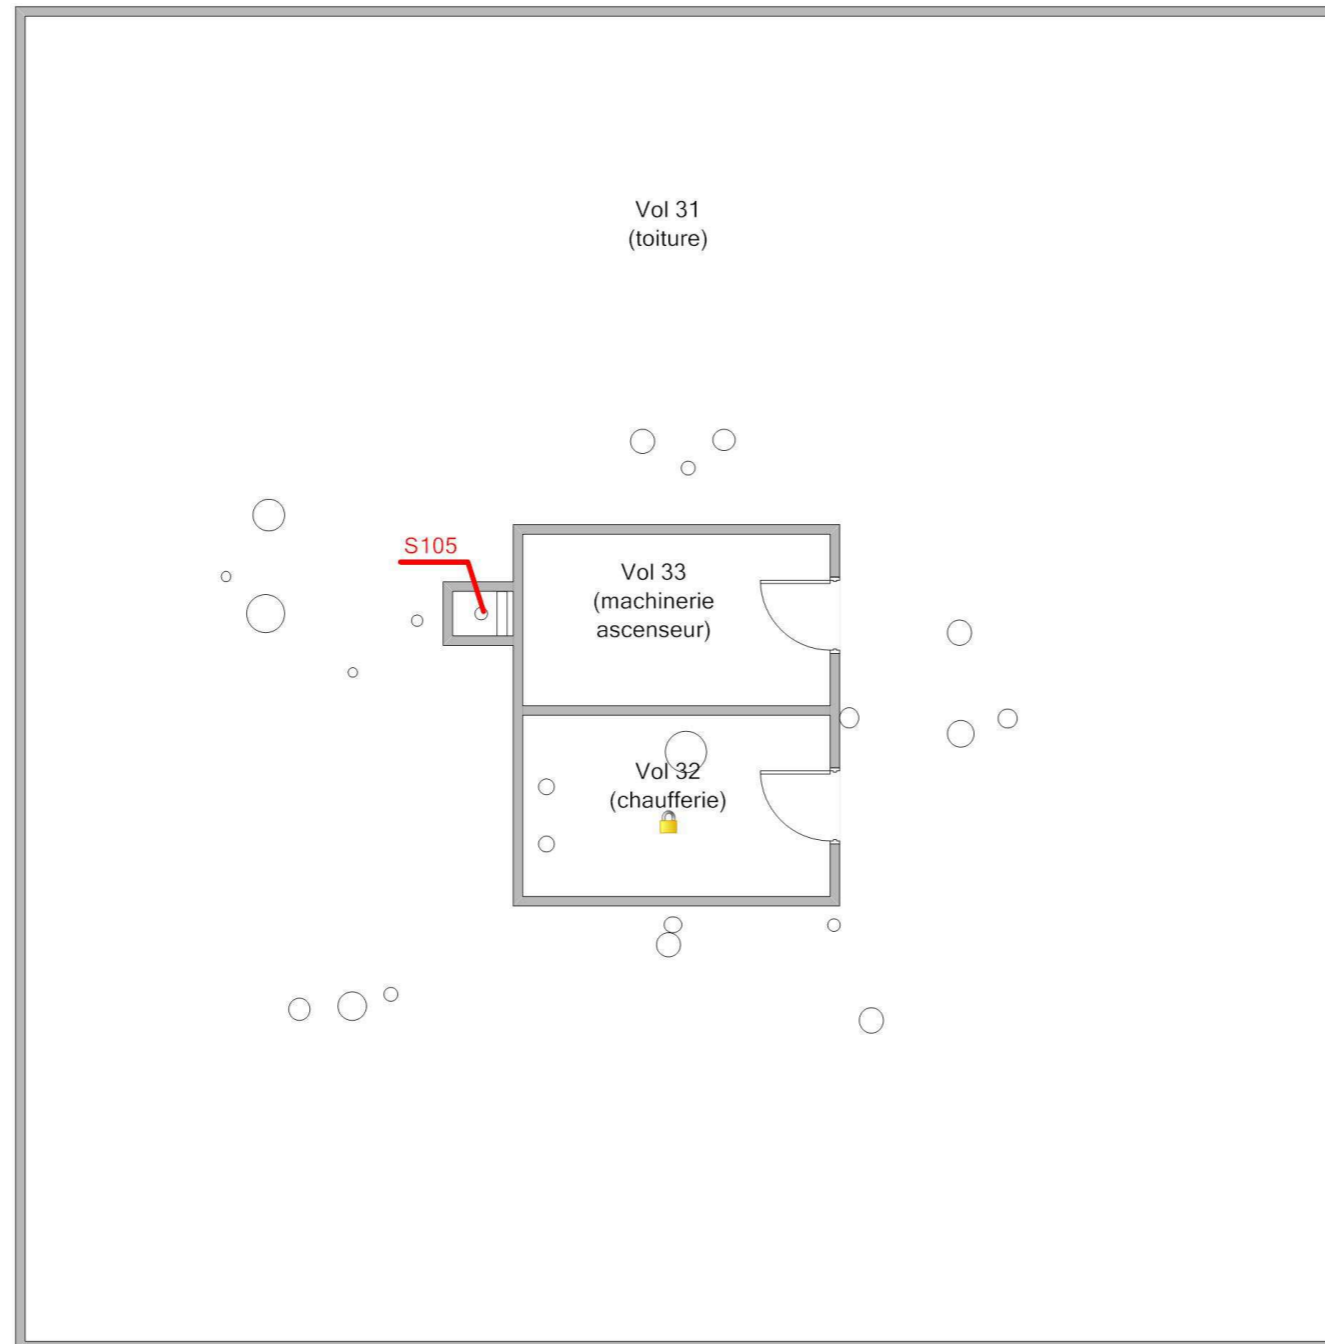 Vol 31
(toiture)
S105
Vol 33
(machinerie
ascenseur)
Vol 32
(chaufferie)